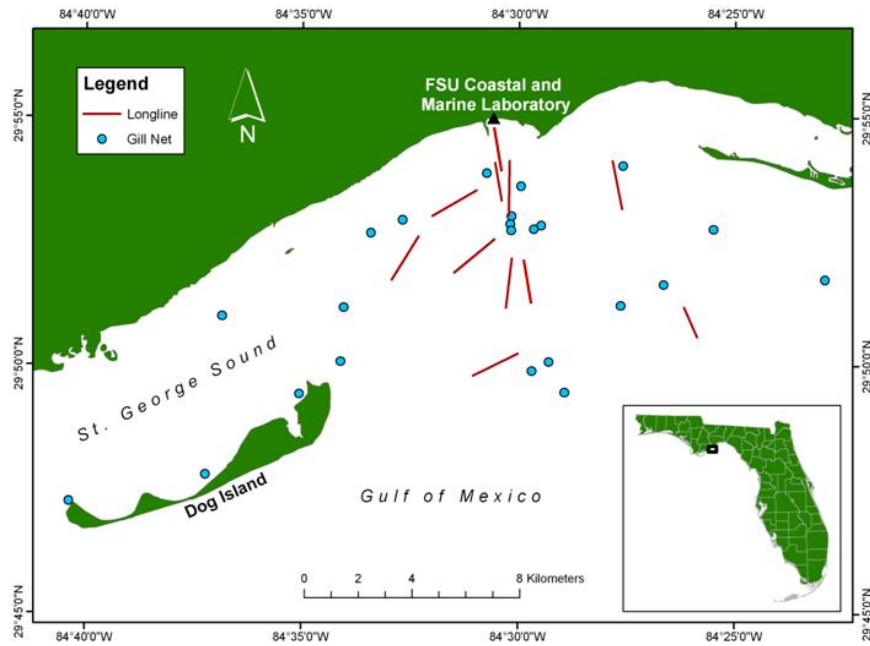 84°40'0"W 84°35'0"W 84°30'0"W 84°25'0"W
Legend
Longline
Gill Net
N
FSU Coastal and
Marine Laboratory
29°55'0"N 29°55'0"N
29°50'0"N 29°50'0"N
St. George Sound
Dog Island
Gulf of Mexico
0 2 4 8 Kilometers
29°45'0"N 29°45'0"N
84°40'0"W 84°35'0"W 84°30'0"W 84°25'0"W